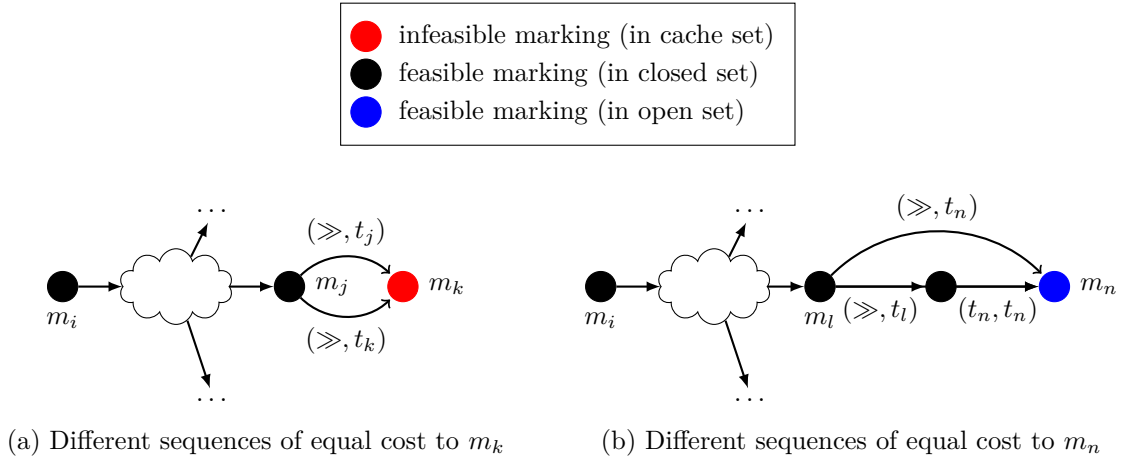 infeasible marking (in cache set)
feasible marking (in closed set)
feasible marking (in open set)
…
(≫, t_j)
m_i
m_j
m_k
(≫, t_k)
…
(a) Different sequences of equal cost to m_k
…
(≫, t_n)
m_i
m_l
(≫, t_l)
(t_n, t_n)
m_n
…
(b) Different sequences of equal cost to m_n